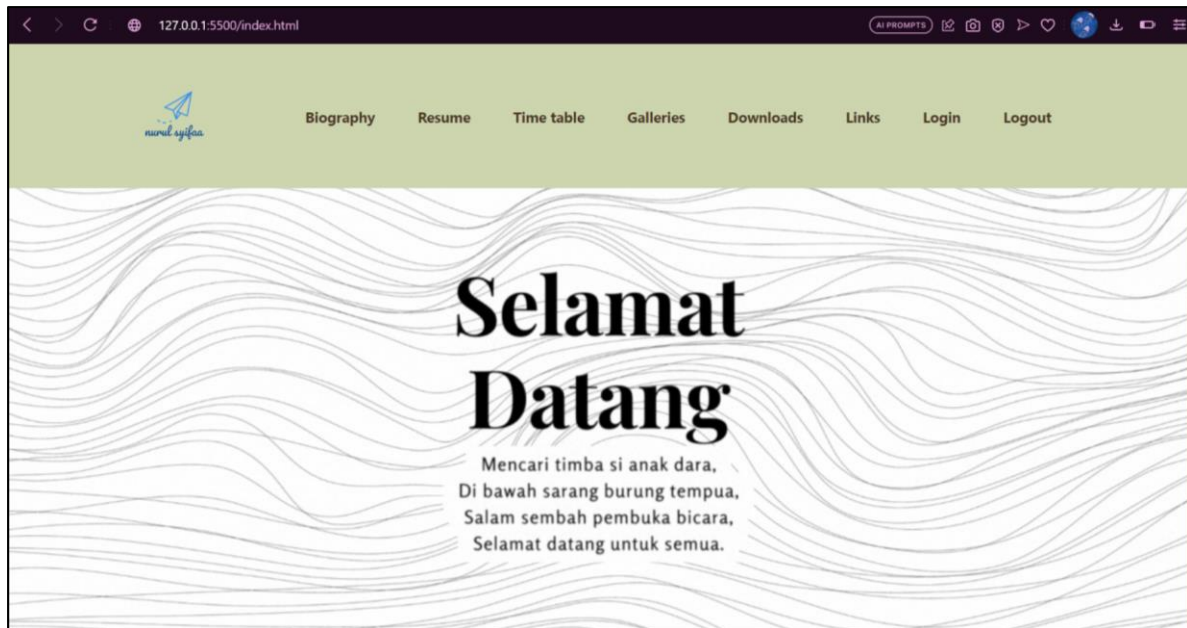 127.0.0.1:5500/index.html
AI PROMPTS
nurul syifaa
Biography Resume Time table Galleries Downloads Links Login Logout
Selamat
Datang
Mencari timba si anak dara,
Di bawah sarang burung tempua,
Salam sembah pembuka bicara,
Selamat datang untuk semua.